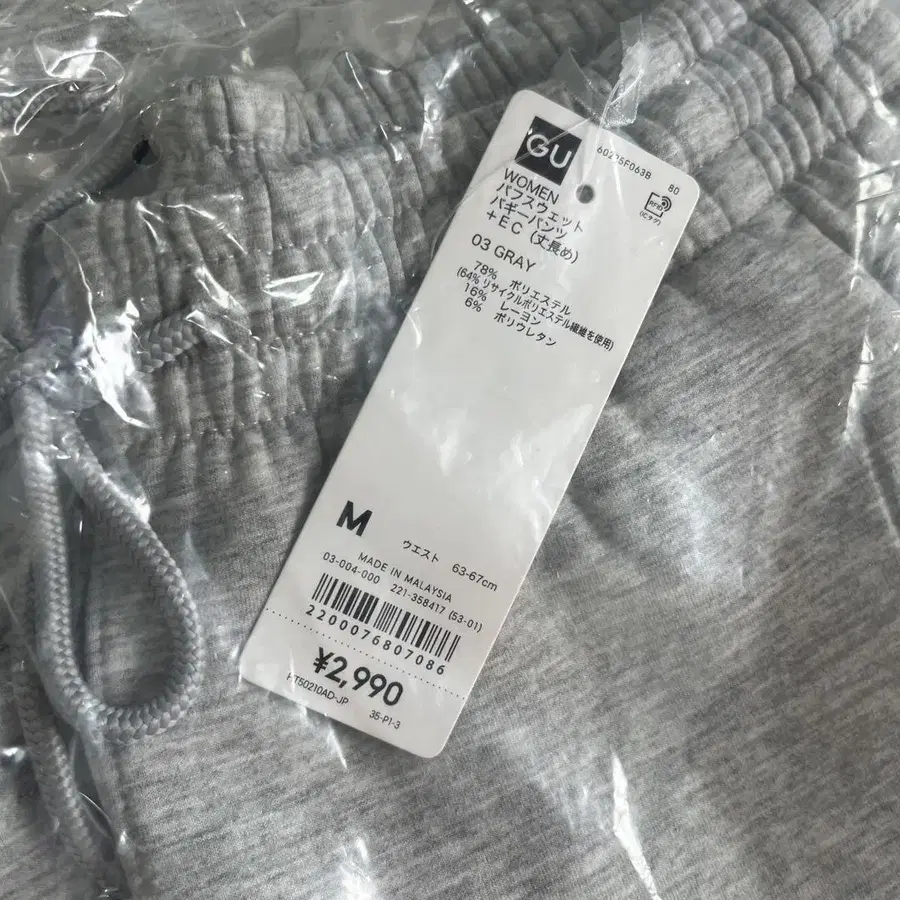 GU
60275F063B 80
RFID
(ICタグ)
WOMEN
パフスウェット
バギーパンツ
+EC (丈長め)
03 GRAY
78% ポリエステル
(64% リサイクルポリエステル繊維を使用)
16% レーヨン
6% ポリウレタン
M
ウエスト 63-67cm
MADE IN MALAYSIA
03-004-000 221-358417 (53-01)
2200076807086
¥2,990
HT50210AD-JP 35-P1-3